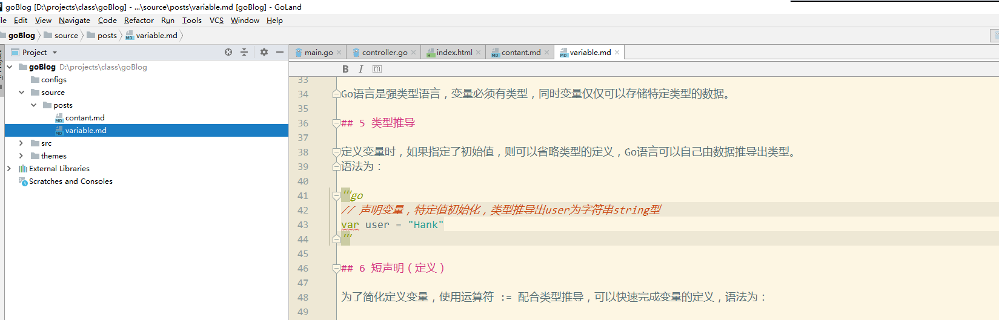 goBlog [D:\projects\class\goBlog] - ...\source\posts\variable.md [goBlog] - GoLand
Edit View Navigate Code Refactor Run Tools VCS Window Help
goBlog source posts variable.md
Project
main.go controller.go index.html contant.md variable.md
goBlog D:\projects\class\goBlog
configs
source
posts
contant.md
variable.md
src
themes
External Libraries
Scratches and Consoles
B I m
33
34 Go语言是强类型语言，变量必须有类型，同时变量仅仅可以存储特定类型的数据。
35
36 ## 5 类型推导
37
38 定义变量时，如果指定了初始值，则可以省略类型的定义，Go语言可以自己由数据推导出类型。
39 语法为：
40
41 ```go
42 // 声明变量，特定值初始化，类型推导出user为字符串string型
43 var user = "Hank"
44 ```
45
46 ## 6 短声明（定义）
47
48 为了简化定义变量，使用运算符 := 配合类型推导，可以快速完成变量的定义，语法为：
49